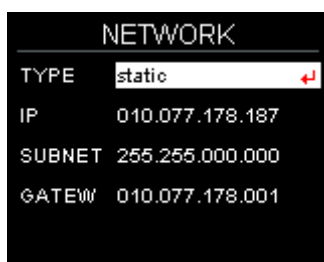 NETWORK
TYPE static
IP 010.077.178.187
SUBNET 255.255.000.000
GATEW 010.077.178.001